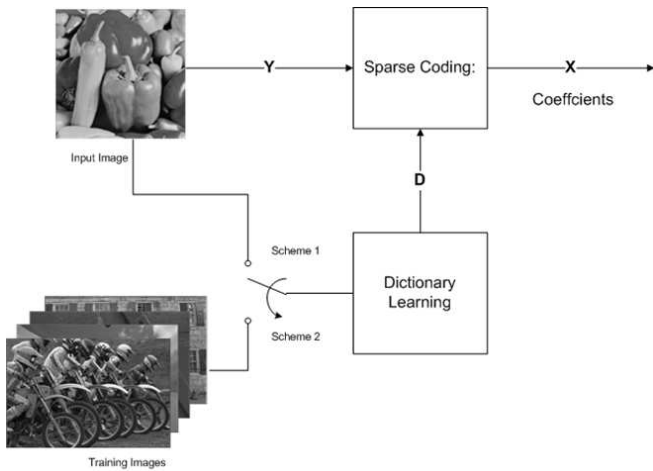 Input Image
Y
Sparse Coding:
X
Coeffcients
D
Scheme 1
Dictionary
Learning
Scheme 2
Training Images